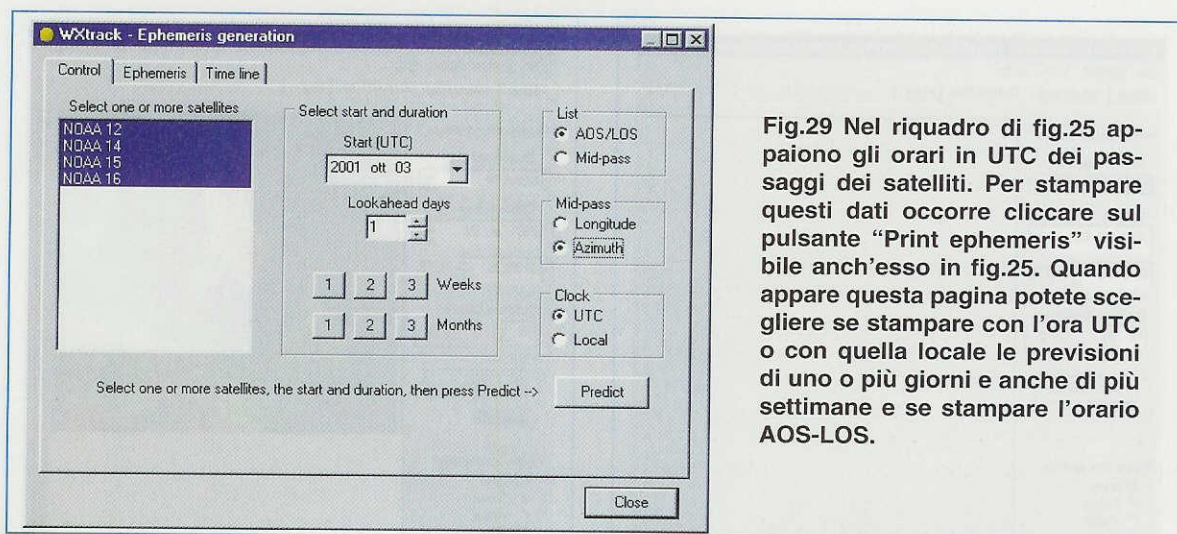 WXtrack - Ephemeris generation
Control
Ephemeris
Time line
Select one or more satellites
NOAA 12
NOAA 14
NOAA 15
NOAA 16
Select start and duration
Start (UTC)
2001 ott 03
Lookahead days
1
1 2 3 Weeks
1 2 3 Months
List
AOS/LOS
Mid-pass
Mid-pass
Longitude
Azimuth
Clock
UTC
Local
Select one or more satellites, the start and duration, then press Predict -->
Predict
Close
Fig.29 Nel riquadro di fig.25 ap-
paiono gli orari in UTC dei pas-
saggi dei satelliti. Per stampare
questi dati occorre cliccare sul
pulsante “Print ephemeris” visi-
bile anch’esso in fig.25. Quando
appare questa pagina potete sce-
gliere se stampare con l’ora UTC
o con quella locale le previsioni
di uno o più giorni e anche di più
settimane e se stampare l’orario
AOS-LOS.